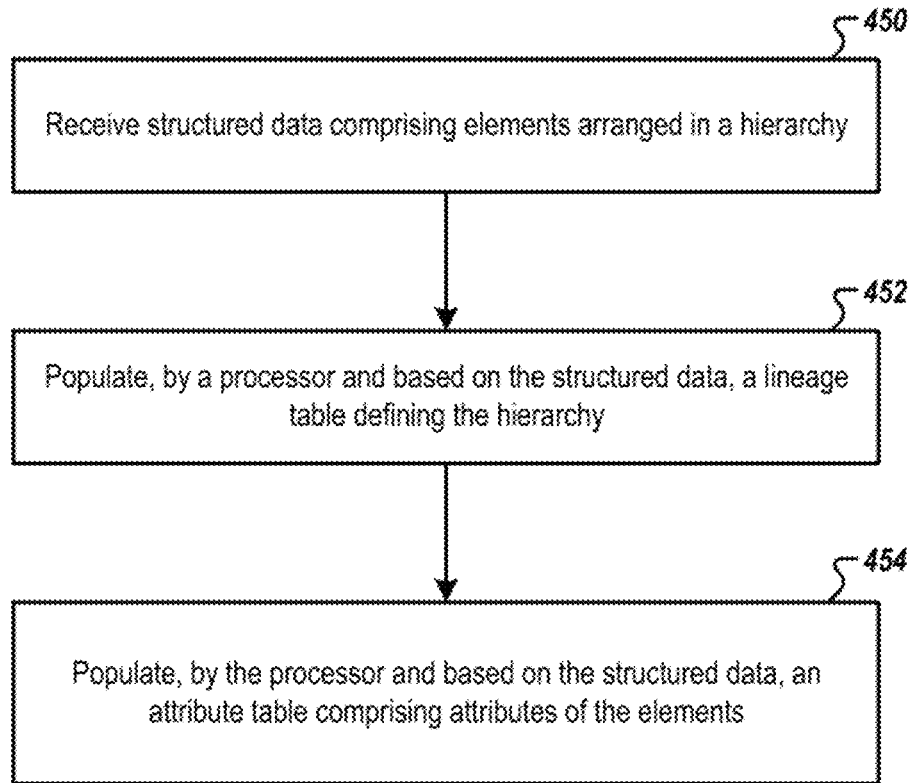 450
Receive structured data comprising elements arranged in a hierarchy
452
Populate, by a processor and based on the structured data, a lineage
table defining the hierarchy
454
Populate, by the processor and based on the structured data, an
attribute table comprising attributes of the elements